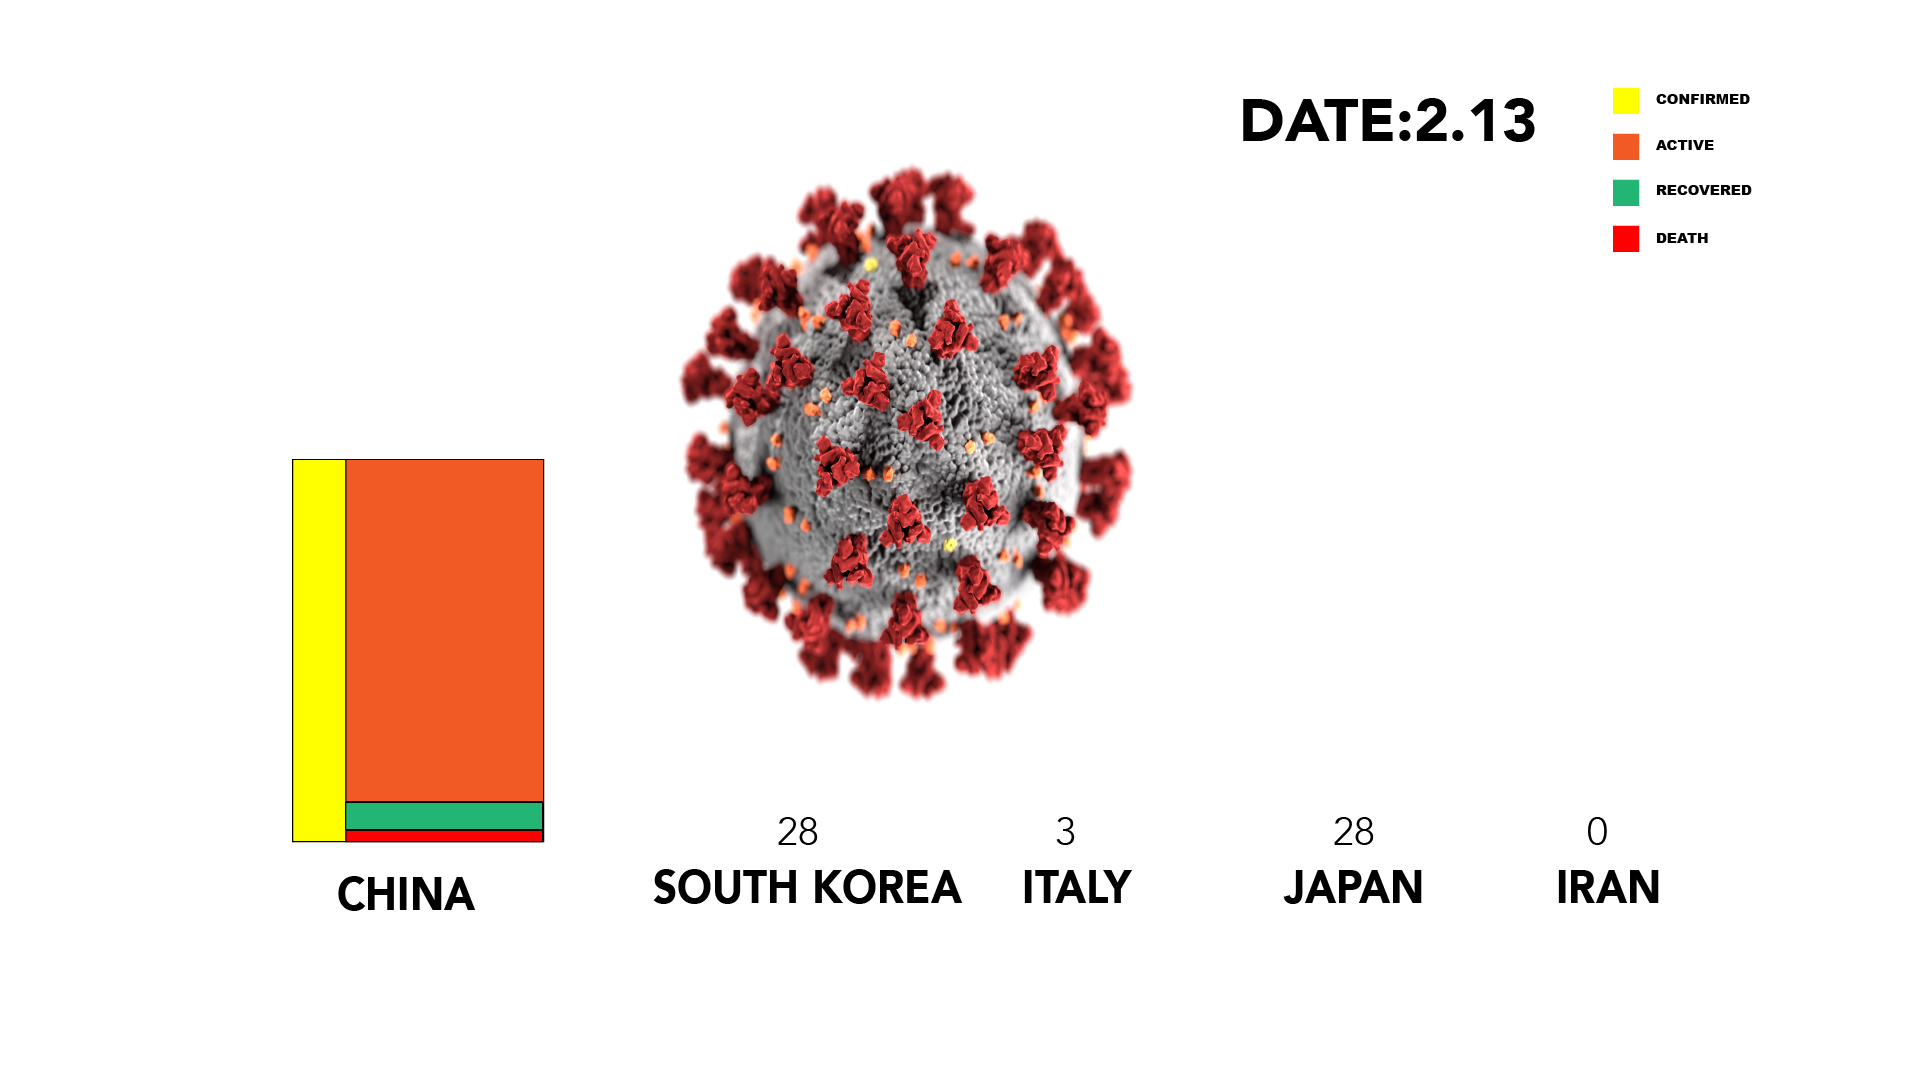 DATE:2.13
CONFIRMED
ACTIVE
RECOVERED
DEATH
28
3
28
0
CHINA
SOUTH KOREA
ITALY
JAPAN
IRAN